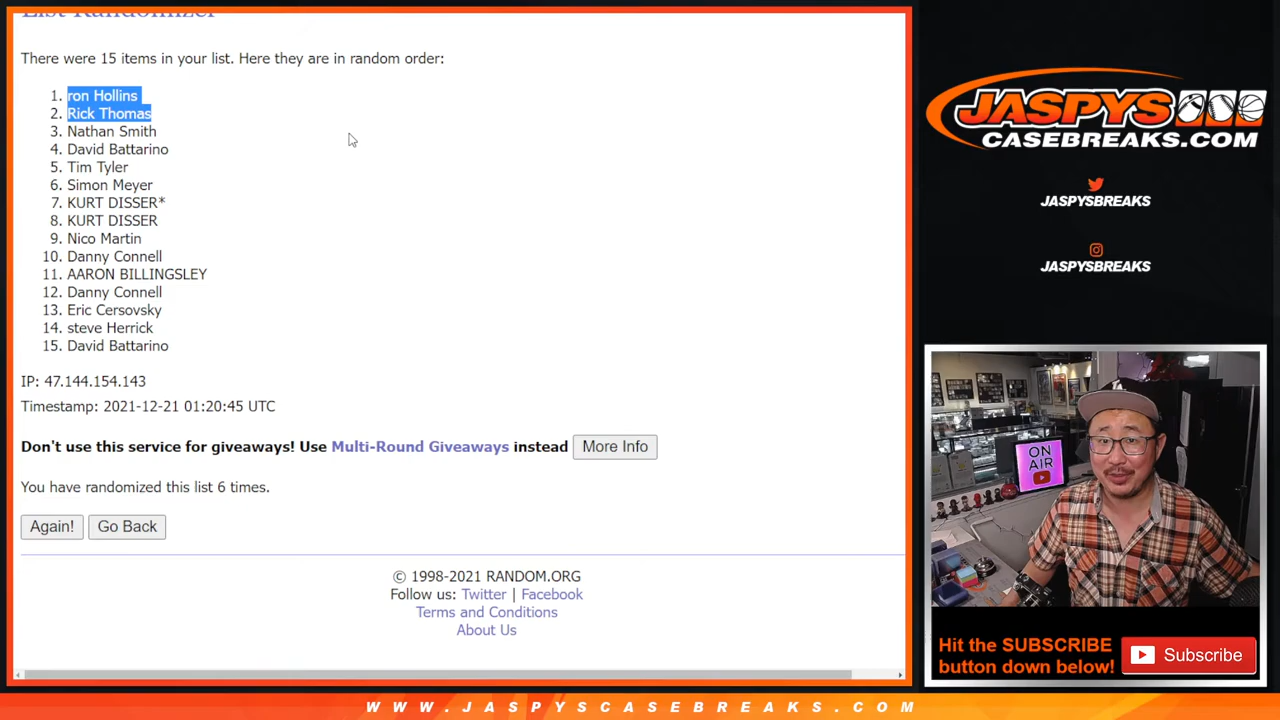 List Randomizer
There were 15 items in your list. Here they are in random order:
1. ron Hollins
2. Rick Thomas
3. Nathan Smith
4. David Battarino
5. Tim Tyler
6. Simon Meyer
7. KURT DISSER*
8. KURT DISSER
9. Nico Martin
10. Danny Connell
11. AARON BILLINGSLEY
12. Danny Connell
13. Eric Cersovsky
14. steve Herrick
15. David Battarino
IP: 47.144.154.143
Timestamp: 2021-12-21 01:20:45 UTC
Don't use this service for giveaways! Use Multi-Round Giveaways instead More Info
You have randomized this list 6 times.
Again! Go Back
© 1998-2021 RANDOM.ORG
Follow us: Twitter | Facebook
Terms and Conditions
About Us
JASPYS
CASEBREAKS.COM
JASPYSBREAKS
JASPYSBREAKS
ON
AIR
Hit the SUBSCRIBE
button down below!
Subscribe
WWW.JASPYSCASEBREAKS.COM